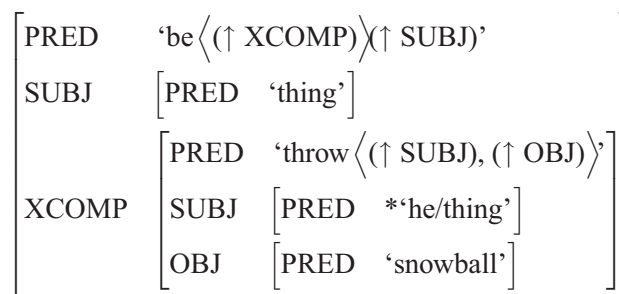 PRED ‘be⟨(↑ XCOMP)⟩(↑ SUBJ)’
SUBJ [PRED ‘thing’]
XCOMP
PRED ‘throw⟨(↑ SUBJ), (↑ OBJ)⟩’
SUBJ [PRED *‘he/thing’]
OBJ [PRED ‘snowball’]